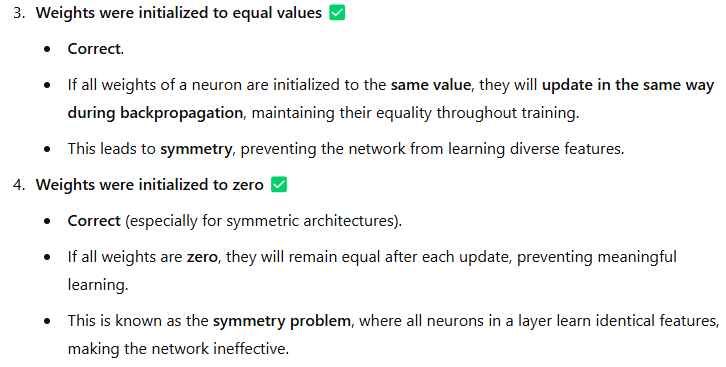 3. Weights were initialized to equal values ✅
• Correct.
• If all weights of a neuron are initialized to the same value, they will update in the same way
during backpropagation, maintaining their equality throughout training.
• This leads to symmetry, preventing the network from learning diverse features.
4. Weights were initialized to zero ✅
• Correct (especially for symmetric architectures).
• If all weights are zero, they will remain equal after each update, preventing meaningful
learning.
• This is known as the symmetry problem, where all neurons in a layer learn identical features,
making the network ineffective.